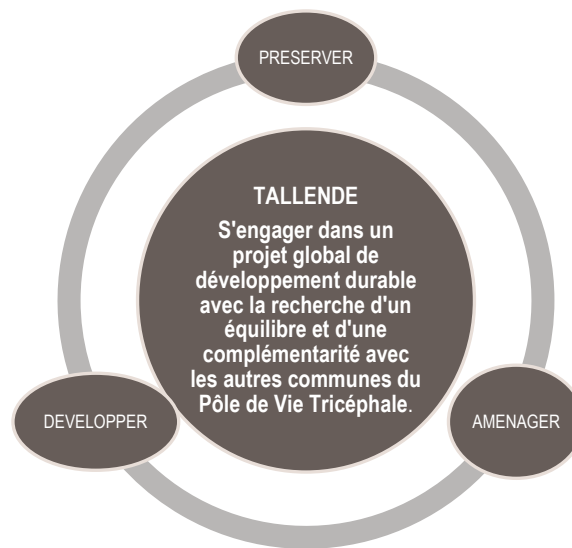 PRESERVER
TALLENDE
S'engager dans un
projet global de
développement durable
avec la recherche d'un
équilibre et d'une
complémentarité avec
les autres communes du
Pôle de Vie Tricéphale.
DEVELOPPER
AMENAGER